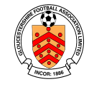 GLOUCESTERSHIRE FOOTBALL ASSOCIATION LIMITED
INCOR: 1886